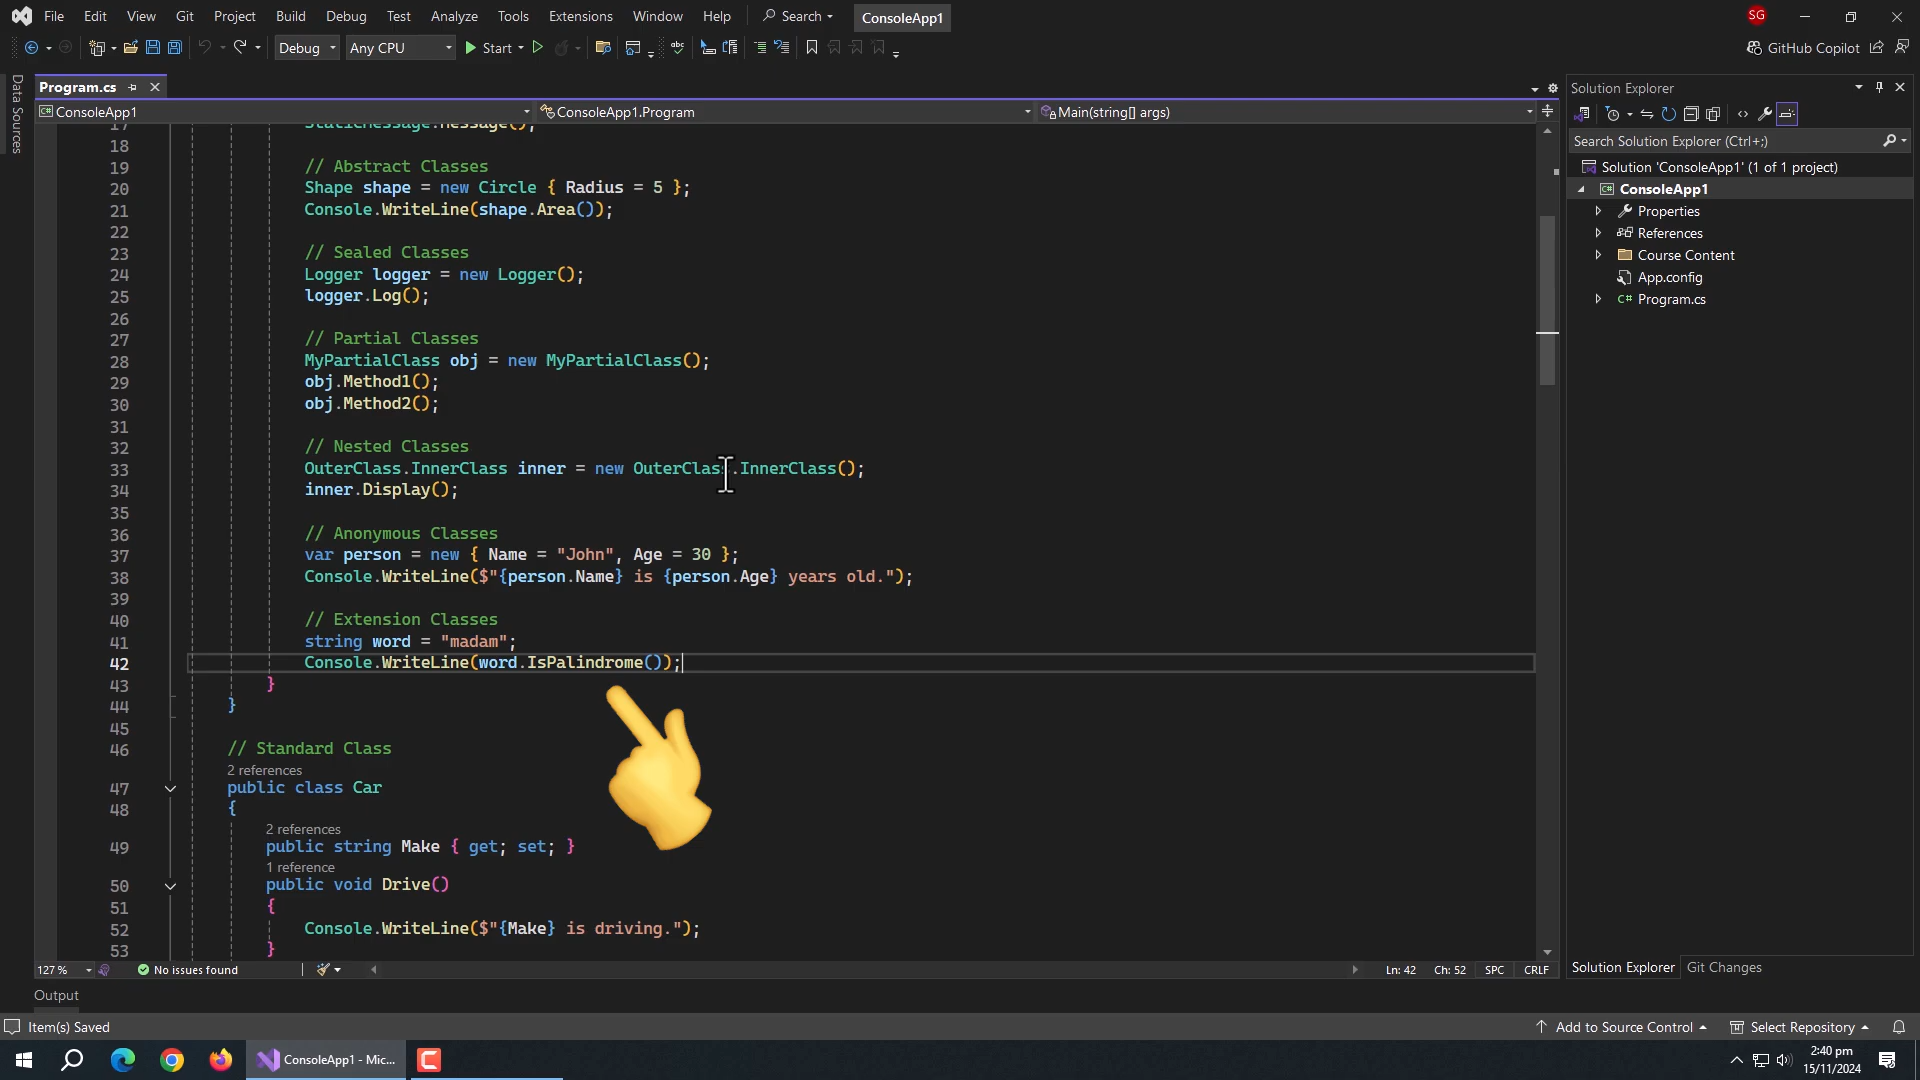 File Edit View Git Project Build Debug Test Analyze Tools Extensions Window Help Search ConsoleApp1 SG
Debug Any CPU Start GitHub Copilot
Data Sources
Program.cs
ConsoleApp1 ConsoleApp1.Program Main(string[] args)
17 StaticMessage.Message();
18
19 // Abstract Classes
20 Shape shape = new Circle { Radius = 5 };
21 Console.WriteLine(shape.Area());
22
23 // Sealed Classes
24 Logger logger = new Logger();
25 logger.Log();
26
27 // Partial Classes
28 MyPartialClass obj = new MyPartialClass();
29 obj.Method1();
30 obj.Method2();
31
32 // Nested Classes
33 OuterClass.InnerClass inner = new OuterClass.InnerClass();
34 inner.Display();
35
36 // Anonymous Classes
37 var person = new { Name = "John", Age = 30 };
38 Console.WriteLine($"{person.Name} is {person.Age} years old.");
39
40 // Extension Classes
41 string word = "madam";
42 Console.WriteLine(word.IsPalindrome());
43 }
44 }
45
46 // Standard Class
2 references
47 public class Car
48 {
2 references
49 public string Make { get; set; }
1 reference
50 public void Drive()
51 {
52 Console.WriteLine($"{Make} is driving.");
53 }
127 % No issues found Ln: 42 Ch: 52 SPC CRLF
Solution Explorer
Search Solution Explorer (Ctrl+;)
Solution 'ConsoleApp1' (1 of 1 project)
ConsoleApp1
Properties
References
Course Content
App.config
C# Program.cs
Solution Explorer Git Changes
Output
Item(s) Saved Add to Source Control Select Repository
ConsoleApp1 - Mic...
2:40 pm
15/11/2024